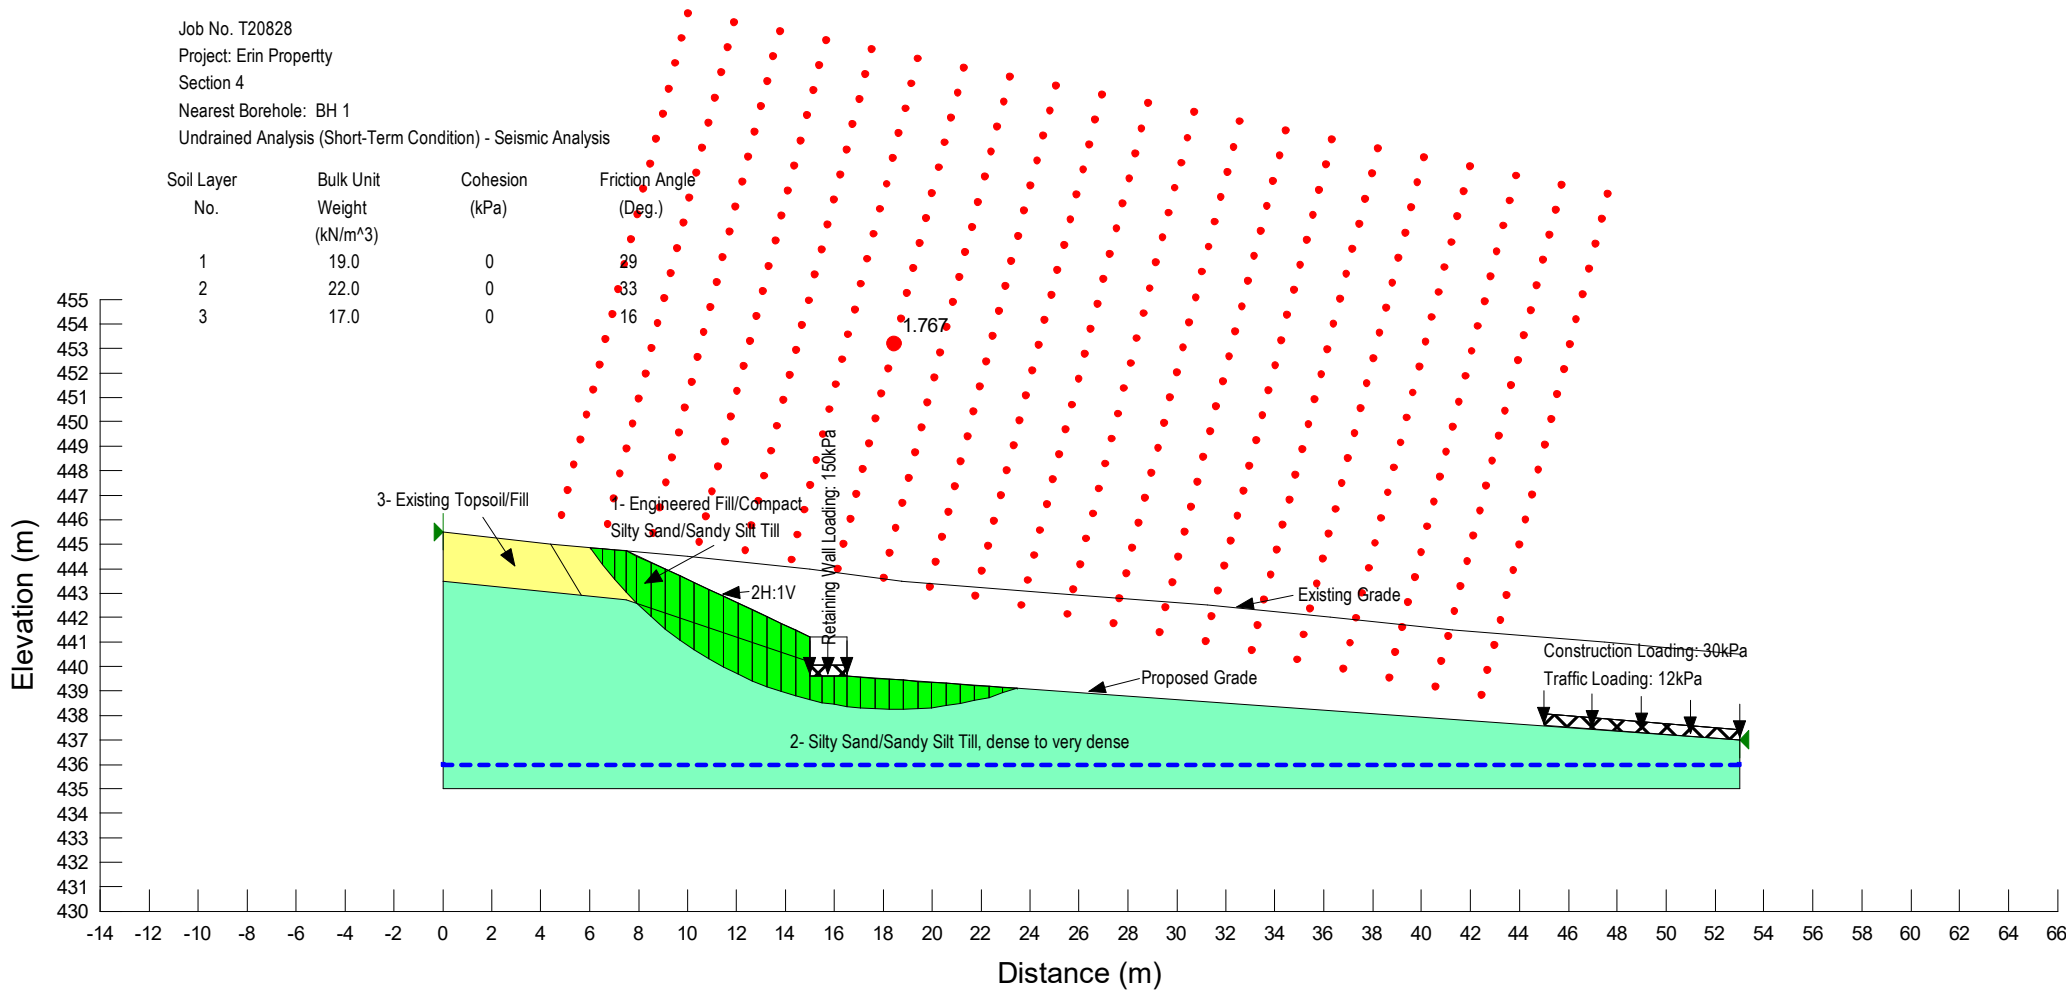 Job No. T20828
Project: Erin Propertty
Section 4
Nearest Borehole: BH 1
Undrained Analysis (Short-Term Condition) - Seismic Analysis
Soil Layer Bulk Unit Cohesion Friction Angle
No. Weight (kPa) (Deg.)
(kN/m^3)
1 19.0 0 29
2 22.0 0 33
3 17.0 0 16
1.767
455
454
453
452
451
450
449
448
447
446
445
444
443
442
441
440
439
438
437
436
435
434
433
432
431
430
Elevation (m)
3- Existing Topsoil/Fill
1- Engineered Fill/Compact
Silty Sand/Sandy Silt Till
Retaining Wall Loading: 150kPa
2H:1V
Existing Grade
Proposed Grade
Construction Loading: 30kPa
Traffic Loading: 12kPa
2- Silty Sand/Sandy Silt Till, dense to very dense
-14 -12 -10 -8 -6 -4 -2 0 2 4 6 8 10 12 14 16 18 20 22 24 26 28 30 32 34 36 38 40 42 44 46 48 50 52 54 56 58 60 62 64 66
Distance (m)